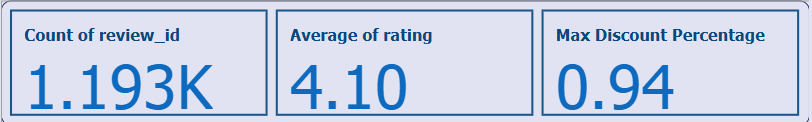 Count of review_id
1.193K
Average of rating
4.10
Max Discount Percentage
0.94